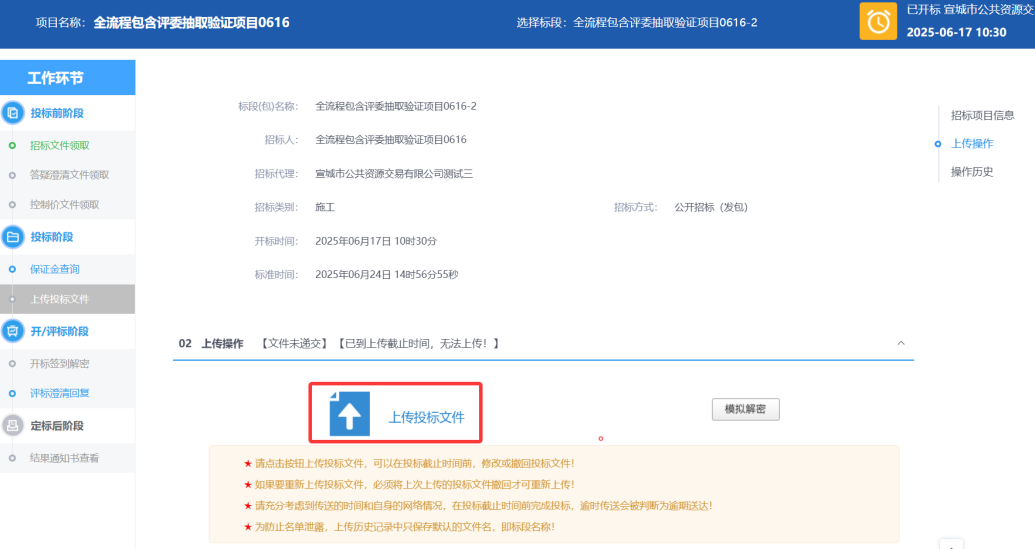 项目名称: 全流程包含评委抽取验证项目0616
选择标段: 全流程包含评委抽取验证项目0616-2
已开标 宣城市公共资源交
2025-06-17 10:30
工作环节
投标前阶段
招标文件领取
答疑澄清文件领取
控制价文件领取
投标阶段
保证金查询
上传投标文件
开/评标阶段
开标签到解密
评标澄清回复
定标后阶段
结果通知书查看
标段(包)名称: 全流程包含评委抽取验证项目0616-2
招标人: 全流程包含评委抽取验证项目0616
招标代理: 宣城市公共资源交易有限公司测试三
招标类别: 施工
招标方式: 公开招标（发包）
开标时间: 2025年06月17日 10时30分
标准时间: 2025年06月24日 14时56分55秒
招标项目信息
上传操作
操作历史
02 上传操作 【文件未递交】【已到上传截止时间，无法上传！】
上传投标文件
模拟解密
★ 请点击按钮上传投标文件，可以在投标截止时间前，修改或撤回投标文件！
★ 如果要重新上传投标文件，必须将上次上传的投标文件撤回才可重新上传！
★ 请充分考虑到传送的时间和自身的网络情况，在投标截止时间前完成投标，逾时传送会被判断为逾期送达！
★ 为防止名单泄露，上传历史记录中只保存默认的文件名，即标段名称！